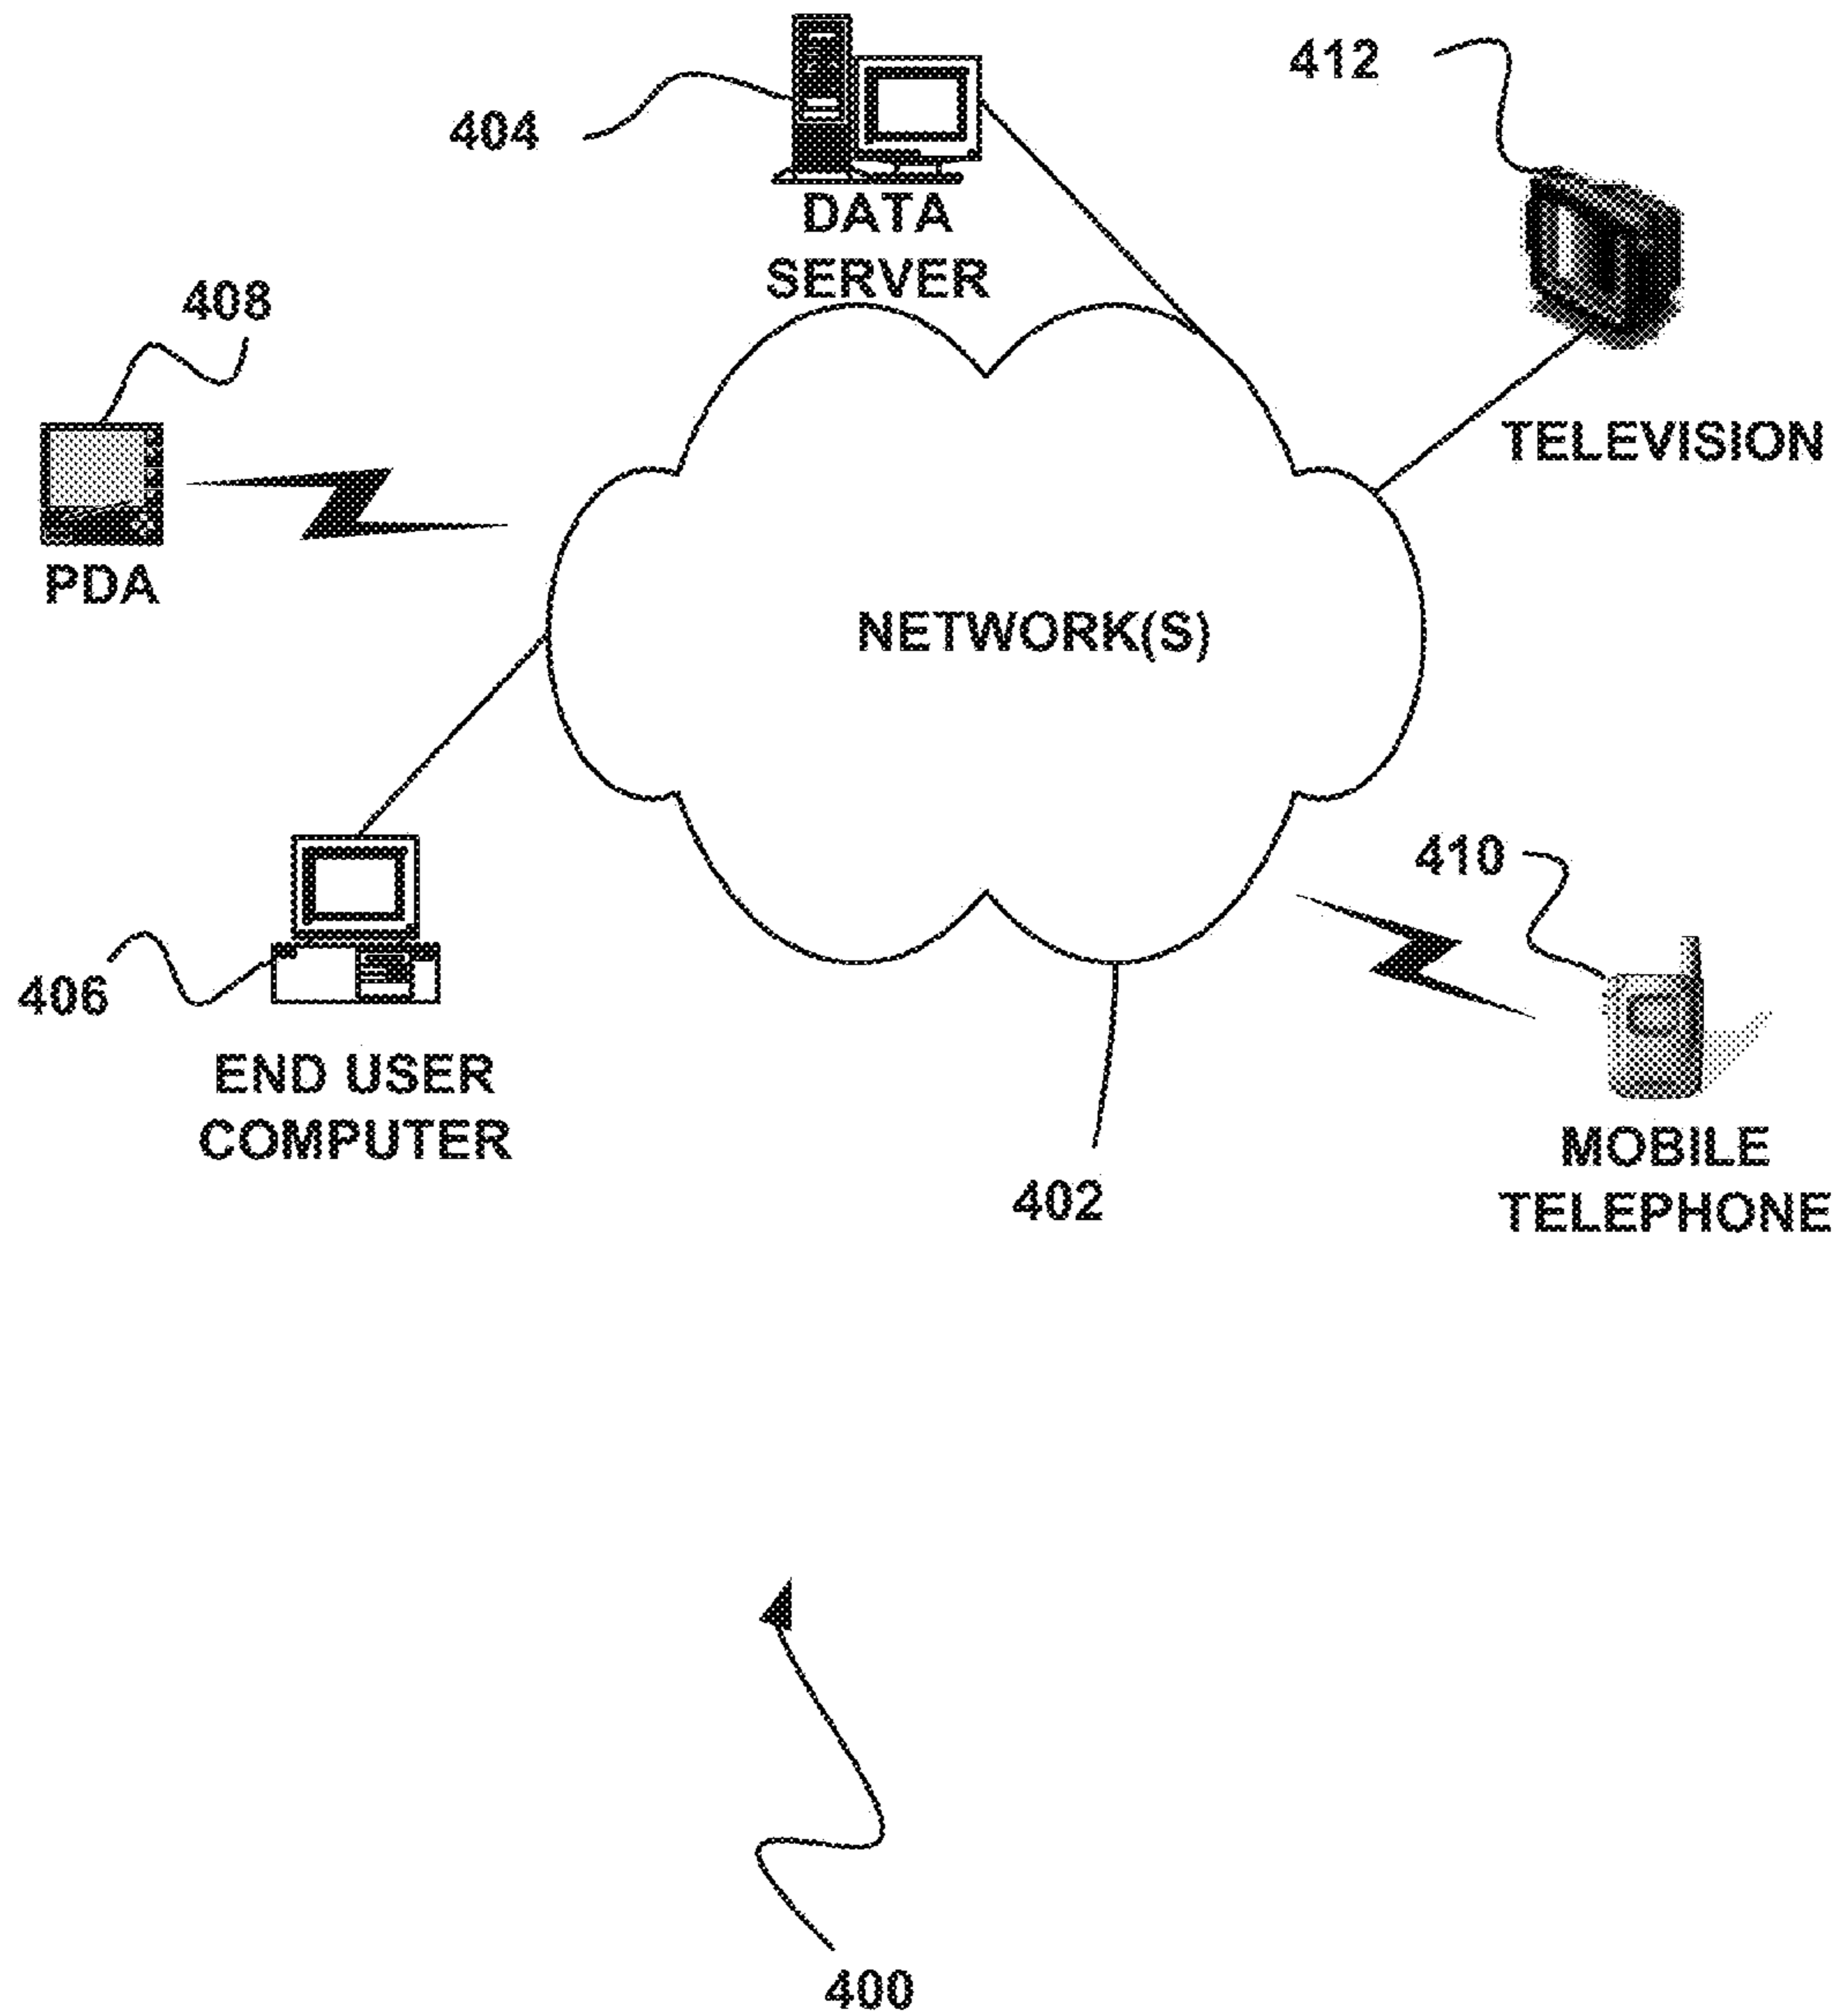 412
404
DATA
SERVER
408
TELEVISION
PDA
NETWORK(S)
410
406
END USER
COMPUTER
402
MOBILE
TELEPHONE
400